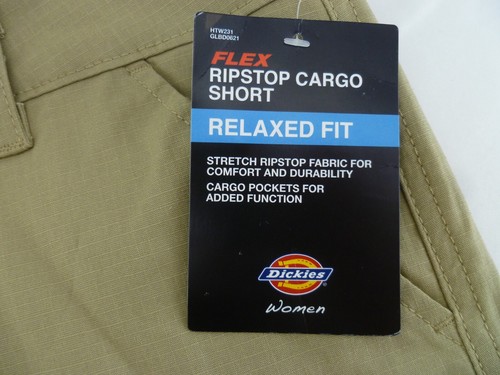 HTW231
GLBD0621
FLEX
RIPSTOP CARGO
SHORT
RELAXED FIT
STRETCH RIPSTOP FABRIC FOR
COMFORT AND DURABILITY
CARGO POCKETS FOR
ADDED FUNCTION
Dickies
Women